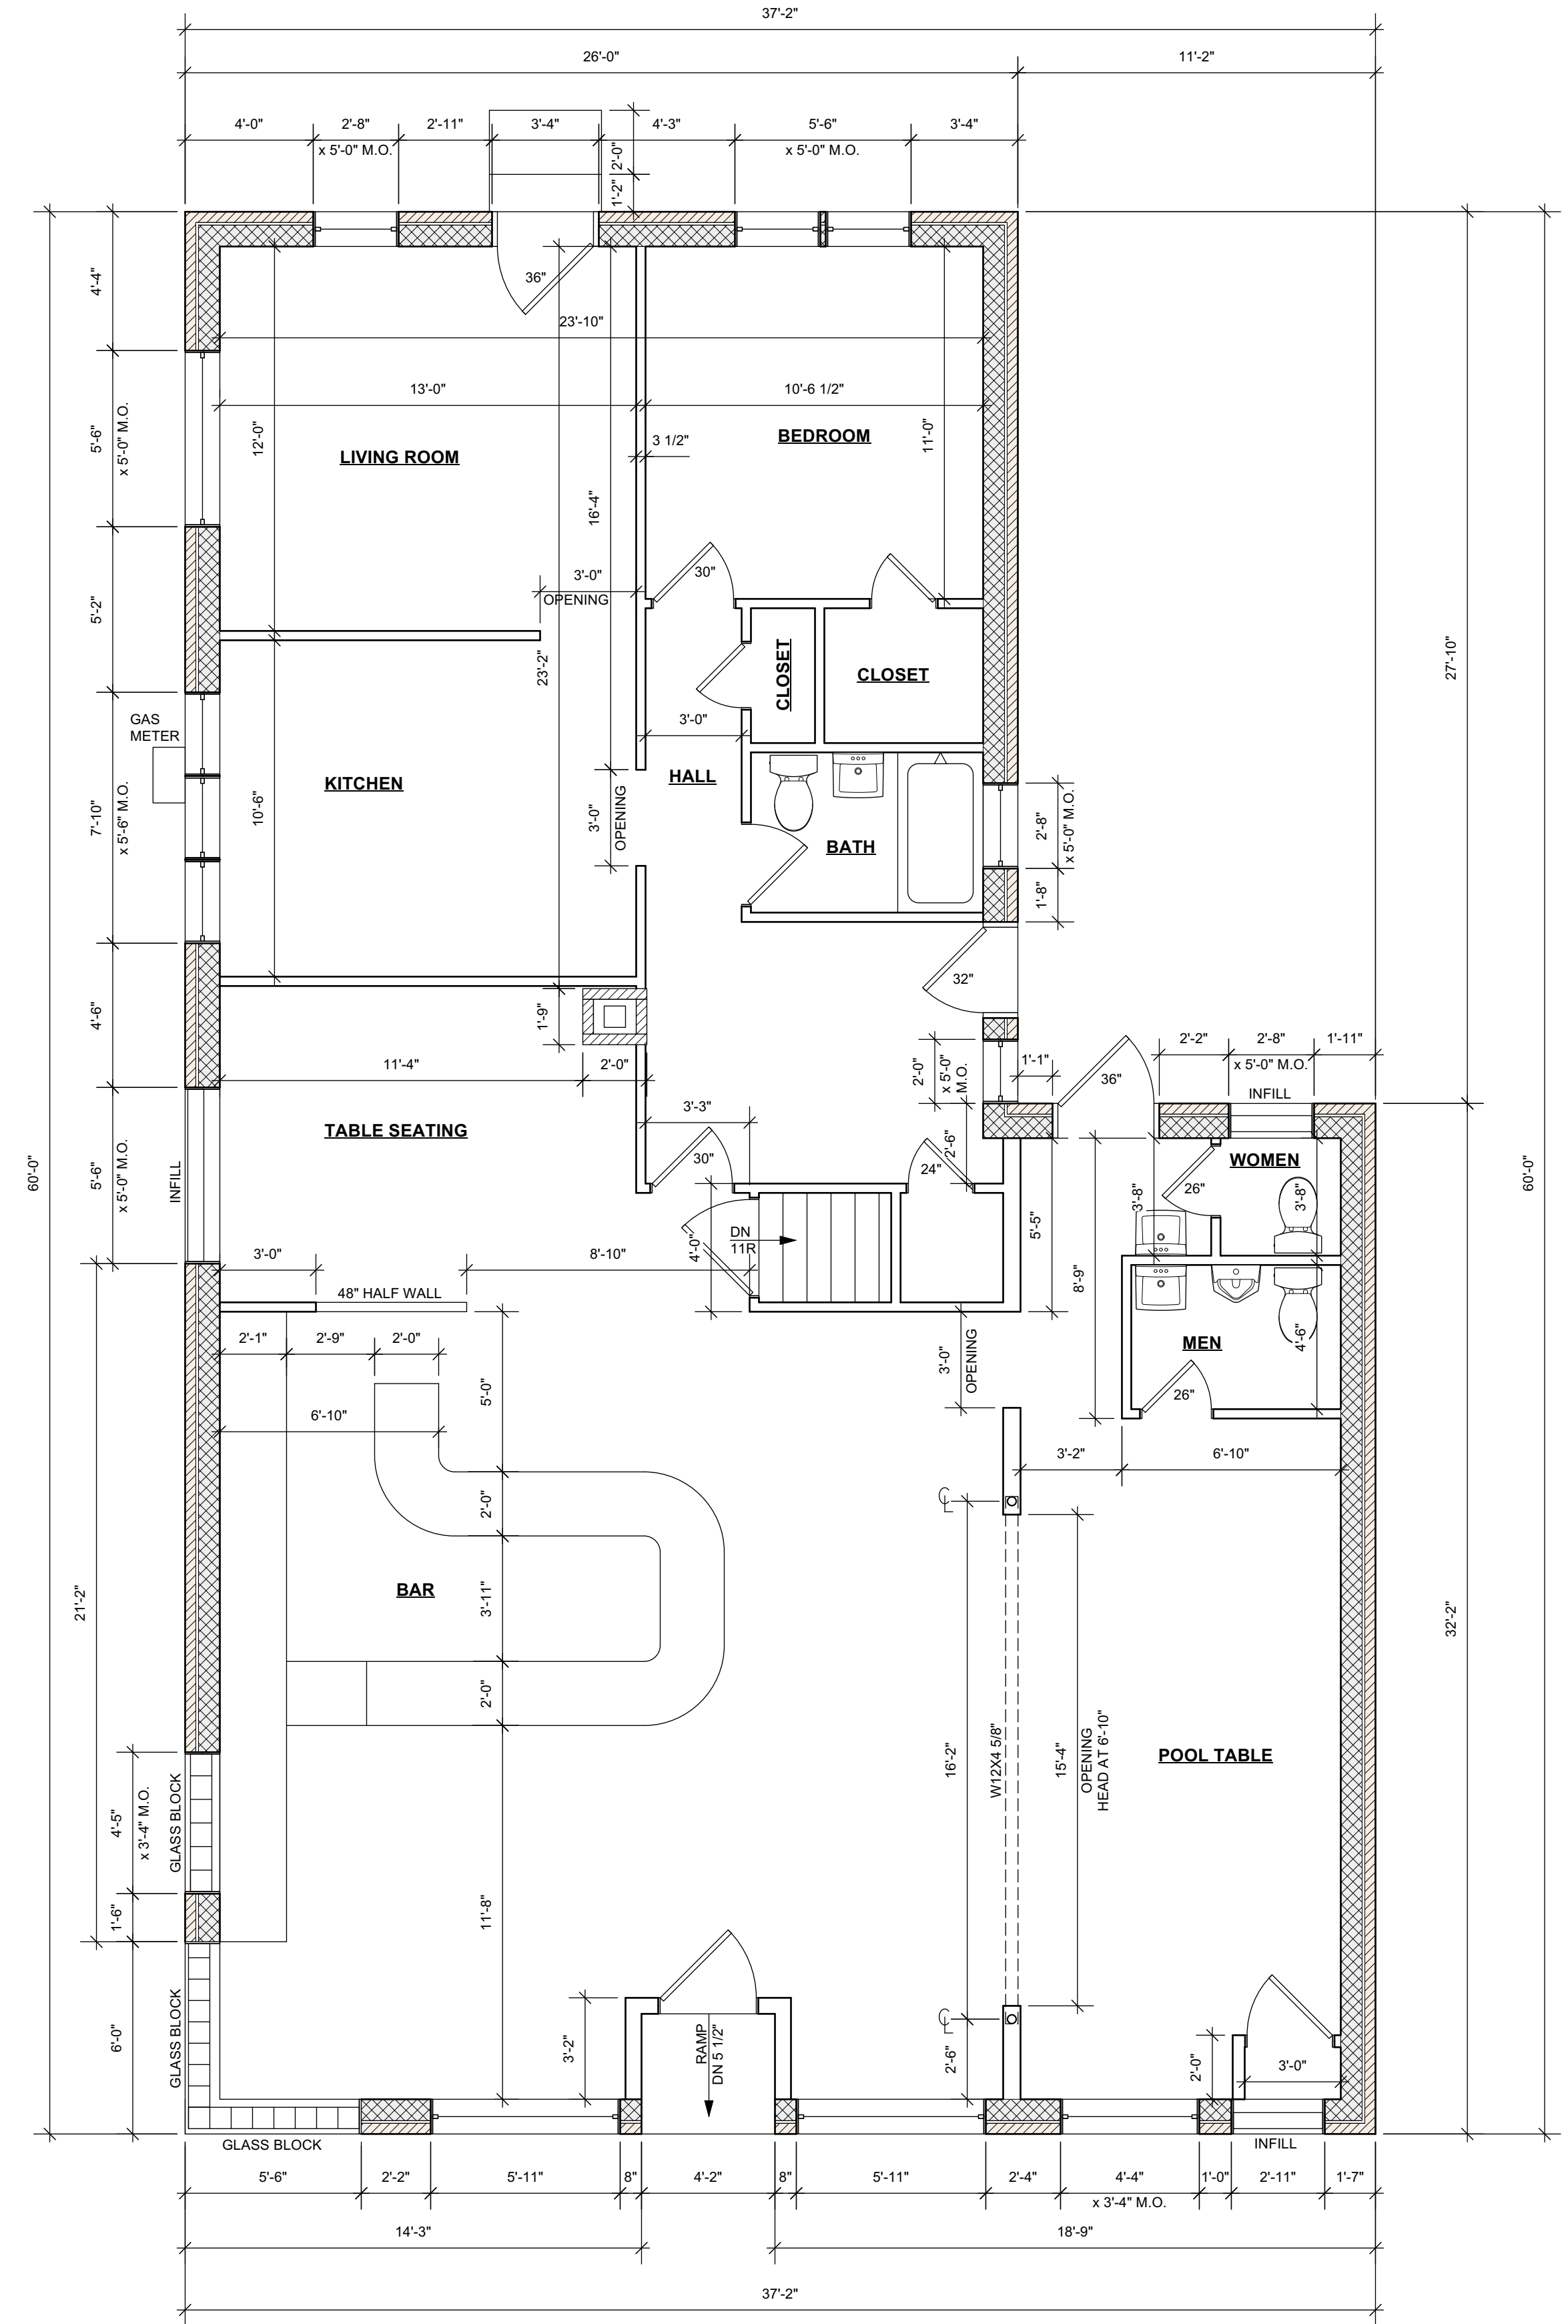 37'-2"
26'-0"
11'-2"
4'-0"
2'-8"
x 5'-0" M.O.
2'-11"
3'-4"
4'-3"
5'-6"
x 5'-0" M.O.
3'-4"
2'-0"
1'-2"
4'-4"
36"
23'-10"
13'-0"
10'-6 1/2"
12'-0"
LIVING ROOM
3 1/2"
BEDROOM
11'-0"
5'-6"
x 5'-0" M.O.
16'-4"
5'-2"
3'-0"
OPENING
30"
23'-2"
CLOSET
CLOSET
27'-10"
GAS
METER
3'-0"
HALL
KITCHEN
10'-6"
7'-10"
x 5'-6" M.O.
3'-0"
OPENING
BATH
2'-8"
x 5'-0" M.O.
1'-8"
32"
4'-6"
1'-9"
11'-4"
2'-0"
2'-0"
x 5'-0"
M.O.
1'-1"
36"
2'-2"
2'-8"
x 5'-0" M.O.
1'-11"
INFILL
3'-3"
TABLE SEATING
60'-0"
5'-6"
x 5'-0" M.O.
INFILL
30"
24"
2'-6"
WOMEN
26"
3'-8"
3'-8"
60'-0"
DN
11R
4'-0"
5'-5"
3'-0"
8'-10"
8'-9"
48" HALF WALL
2'-1"
2'-9"
2'-0"
3'-0"
OPENING
MEN
4'-6"
26"
5'-0"
6'-10"
3'-2"
6'-10"
CL
2'-0"
BAR
3'-11"
21'-2"
2'-0"
32'-2"
16'-2"
W12X4 5/8"
15'-4"
OPENING
HEAD AT 6'-10"
POOL TABLE
4'-5"
x 3'-4" M.O.
GLASS BLOCK
1'-6"
11'-8"
6'-0"
GLASS BLOCK
3'-2"
RAMP
DN 5 1/2"
CL
2'-6"
2'-0"
3'-0"
GLASS BLOCK
INFILL
5'-6"
2'-2"
5'-11"
8"
4'-2"
8"
5'-11"
2'-4"
4'-4"
x 3'-4" M.O.
1'-0"
2'-11"
1'-7"
14'-3"
18'-9"
37'-2"